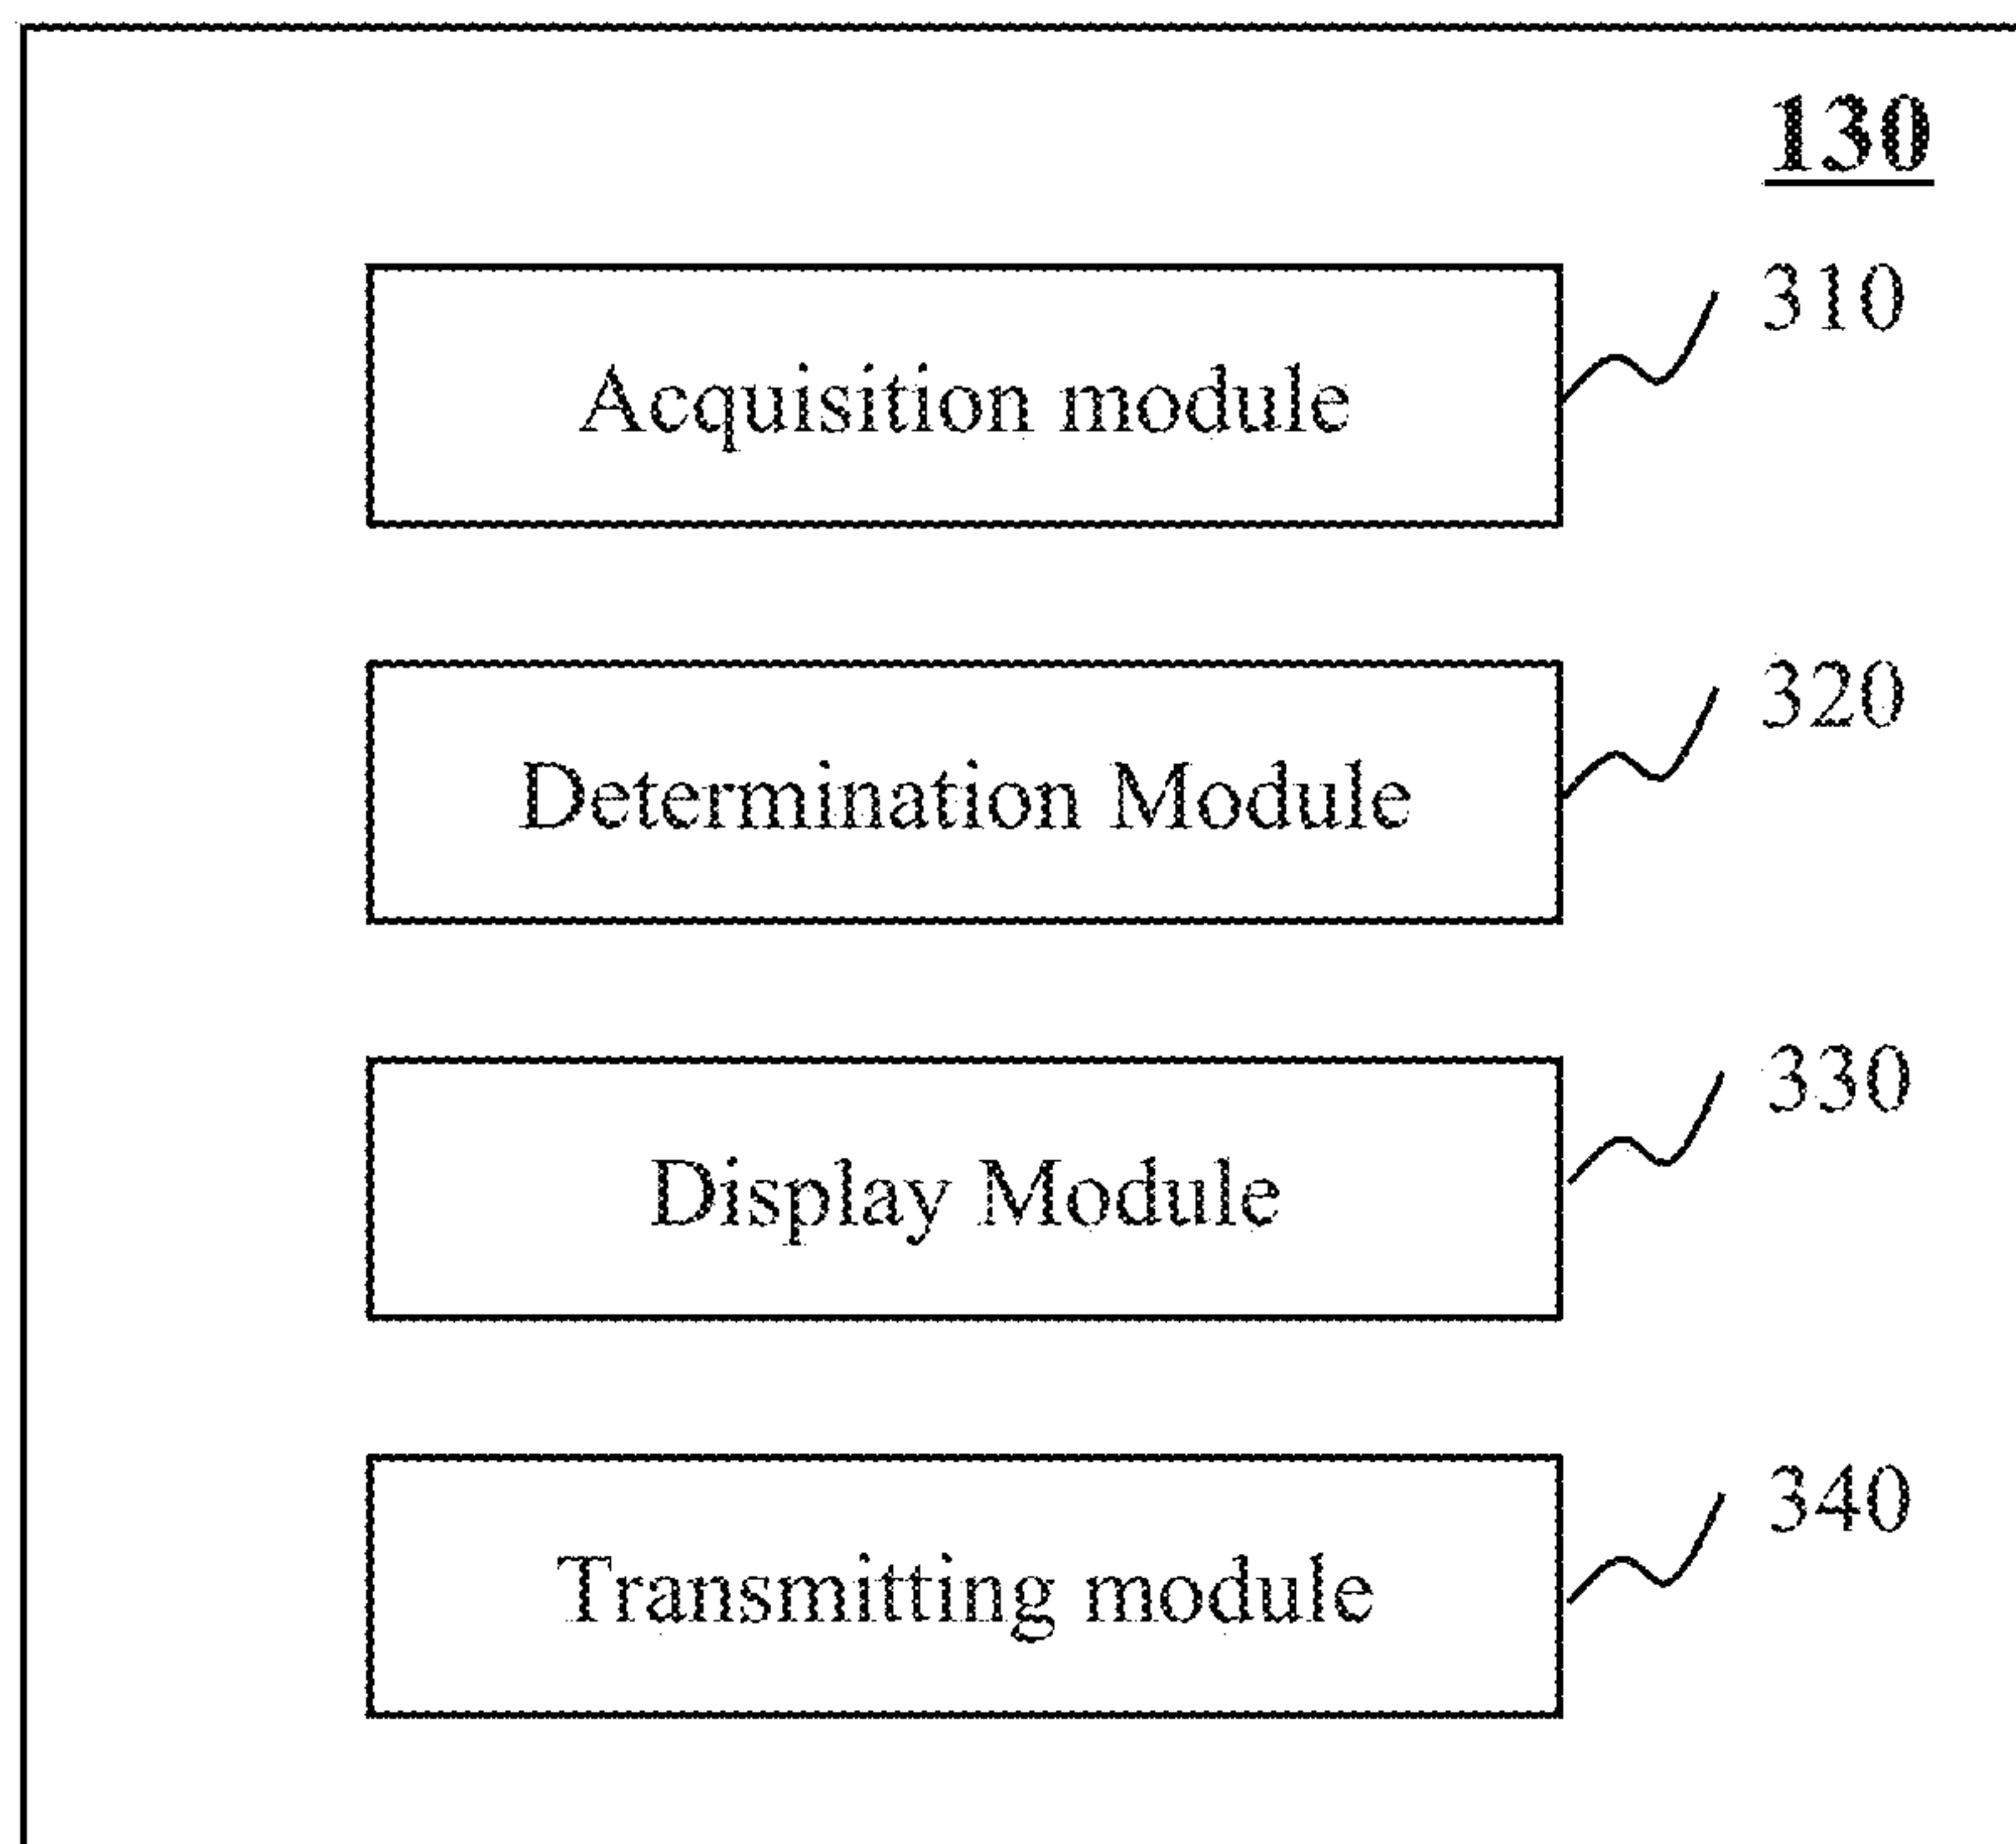 130
310
Acquisition module
320
Determination Module
330
Display Module
340
Transmitting module